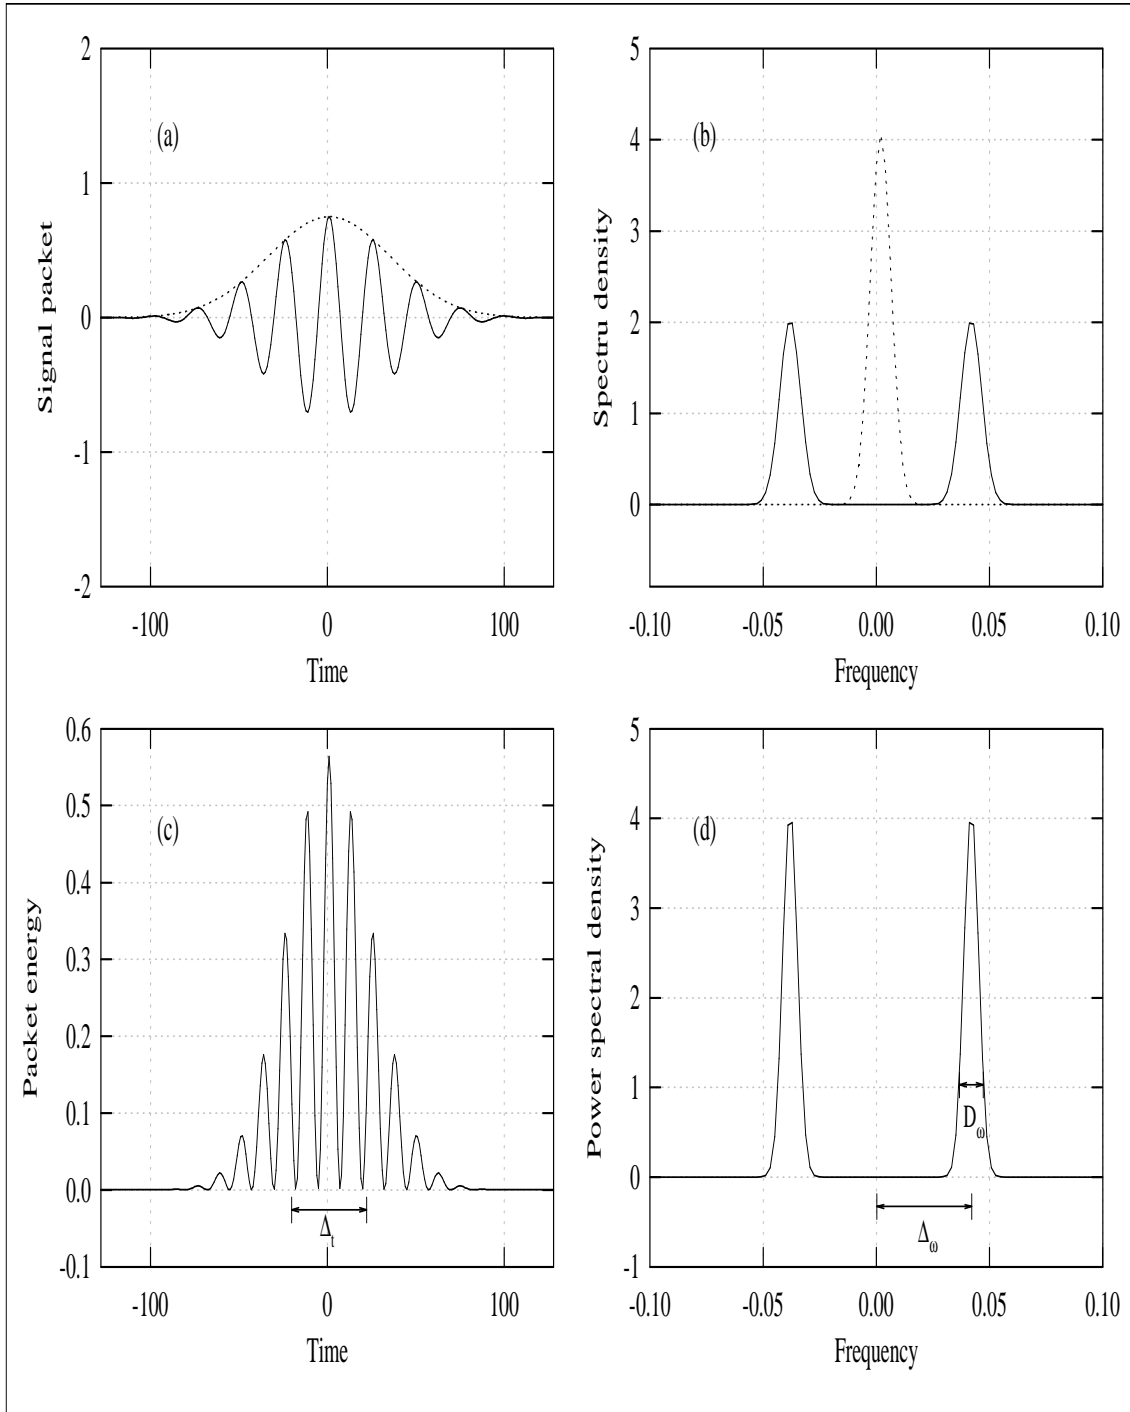 2
1
0
-1
-2
(a)
Signal packet
-100 0 100
Time
5
4
3
2
1
0
(b)
Spectru density
-0.10 -0.05 0.00 0.05 0.10
Frequency
0.6
0.5
0.4
0.3
0.2
0.1
0.0
-0.1
(c)
Packet energy
Δt
-100 0 100
Time
5
4
3
2
1
0
-1
(d)
Power spectral density
Dω
Δω
-0.10 -0.05 0.00 0.05 0.10
Frequency